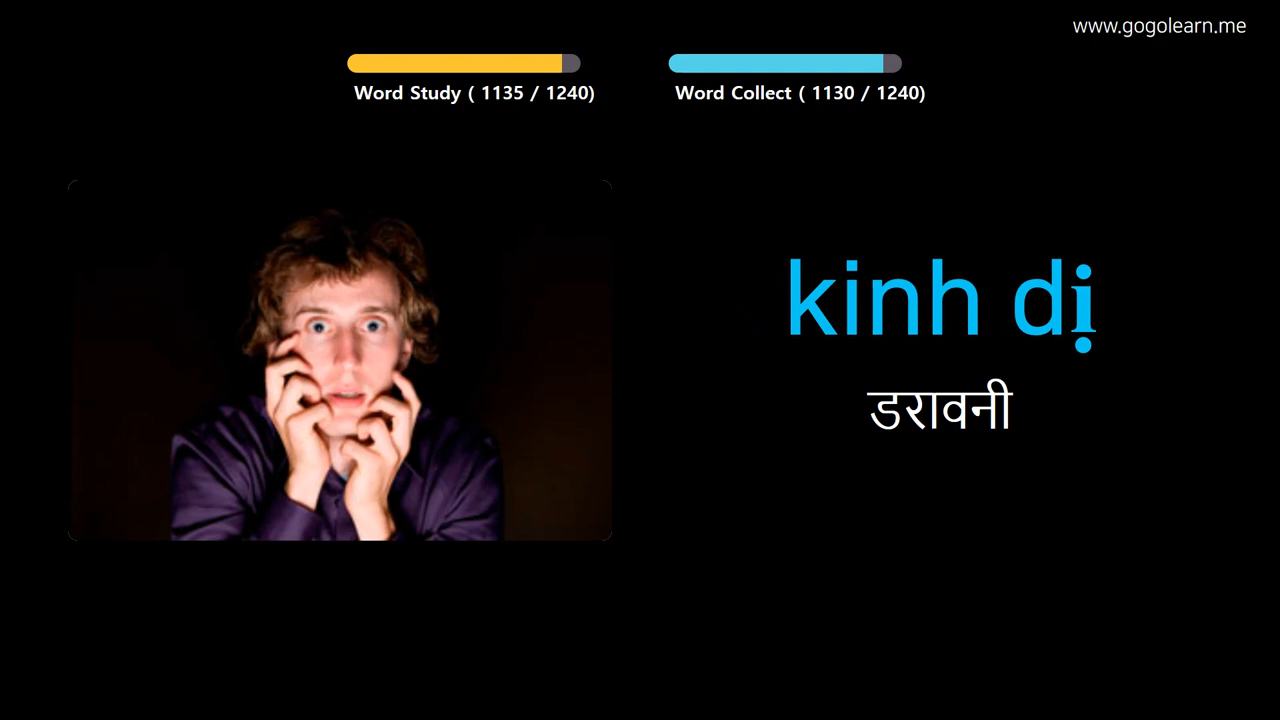 www.gogolearn.me
Word Study ( 1135 / 1240)
Word Collect ( 1130 / 1240)
kinh dị
डरावनी